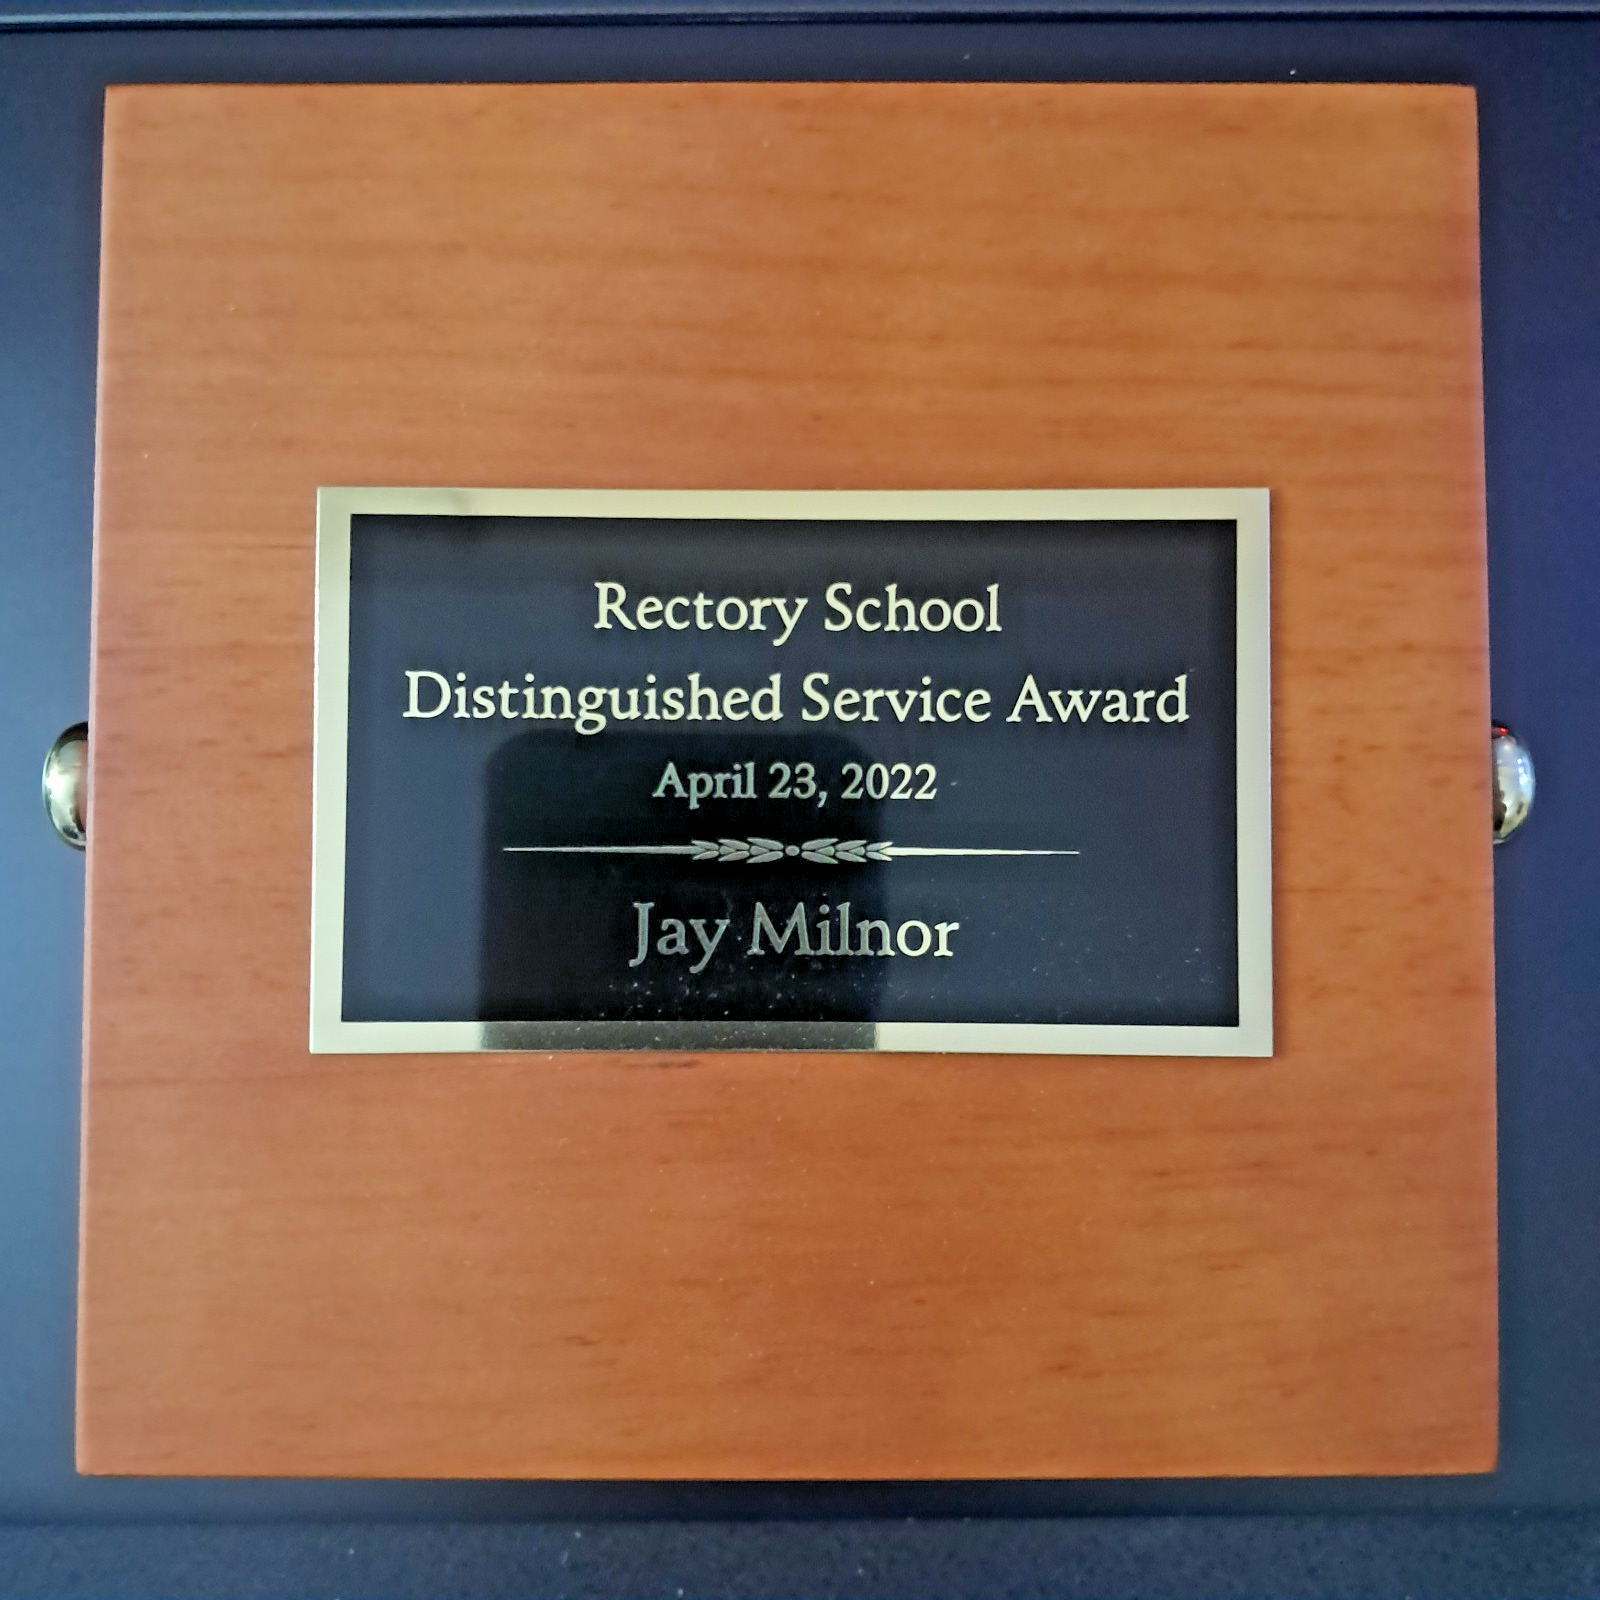 Rectory School
Distinguished Service Award
April 23, 2022
Jay Milnor